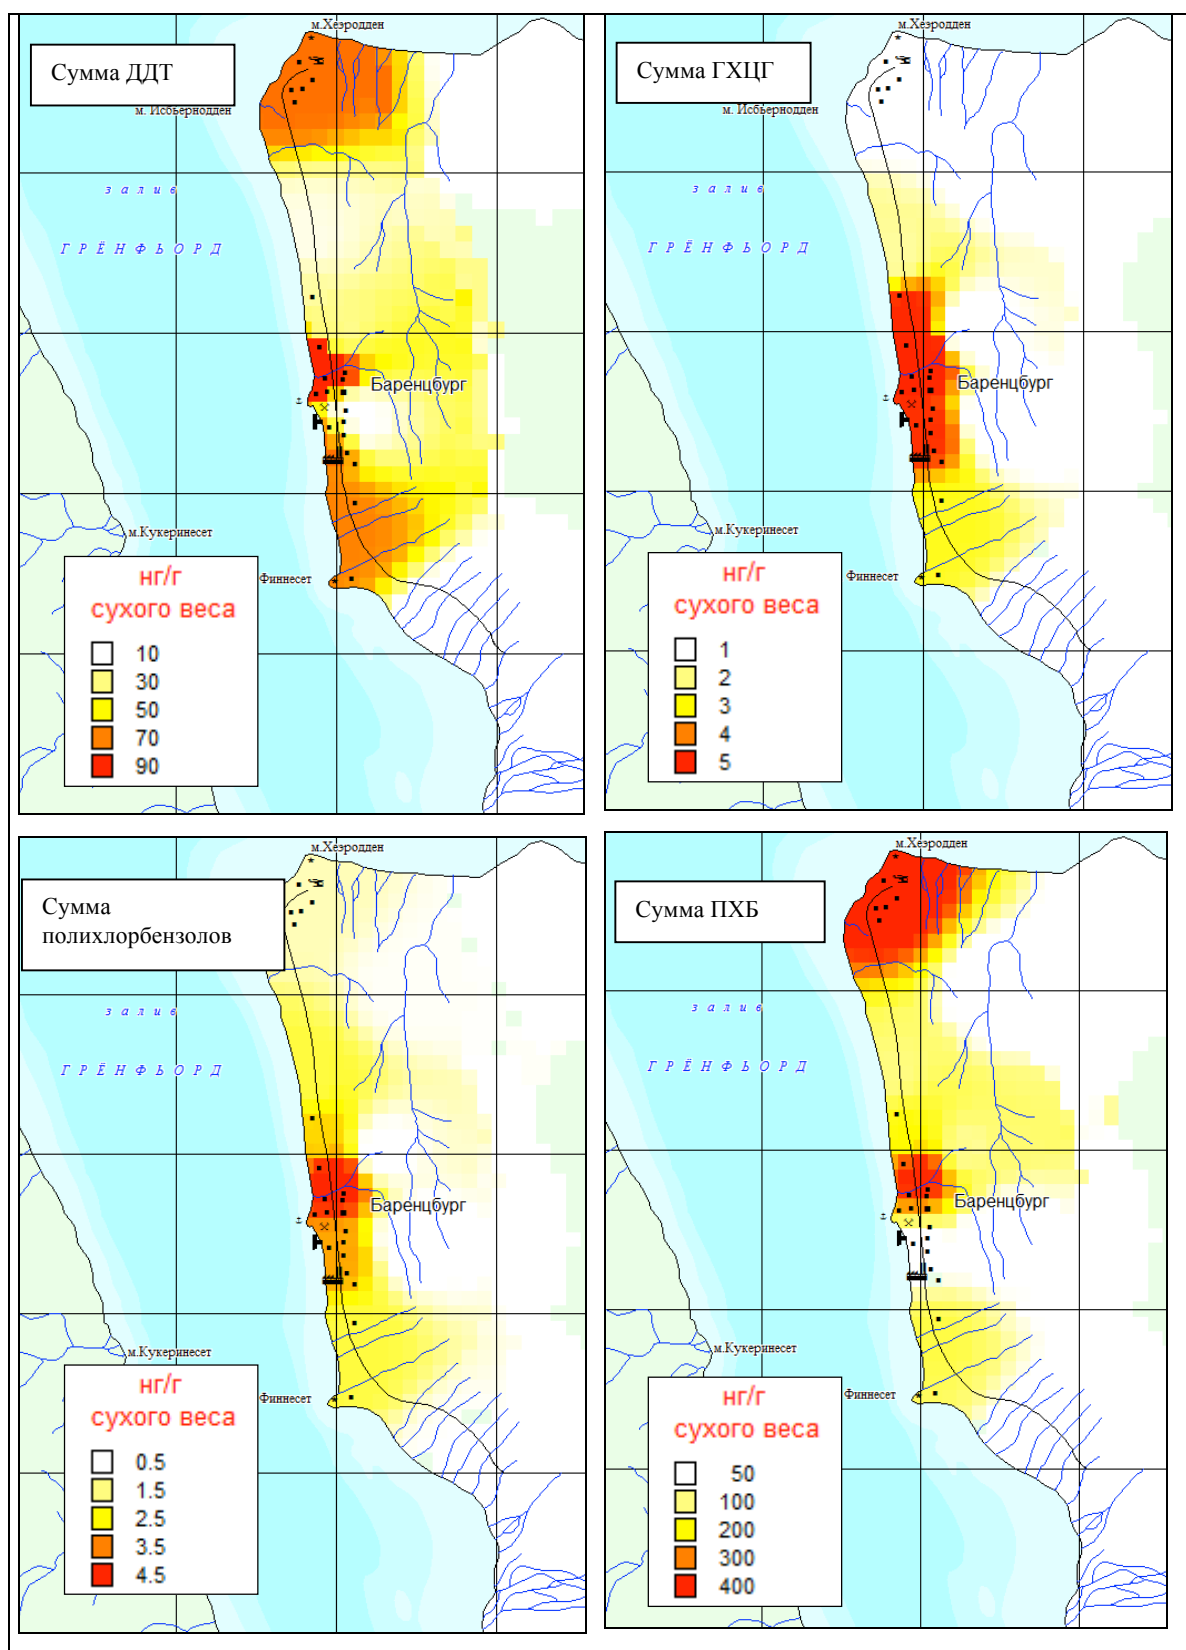 м.Хеэродден
Сумма ДДТ
м. Исбьернодден
залив
ГРЁНФЬОРД
Баренцбург
м.Кукеринесет
Финнесет
нг/г
сухого веса
10
30
50
70
90
м.Хеэродден
Сумма ГХЦГ
м. Исбьернодден
залив
ГРЁНФЬОРД
Баренцбург
м.Кукеринесет
Финнесет
нг/г
сухого веса
1
2
3
4
5
м.Хеэродден
Сумма
полихлорбензолов
залив
ГРЁНФЬОРД
Баренцбург
м.Кукеринесет
Финнесет
нг/г
сухого веса
0.5
1.5
2.5
3.5
4.5
м.Хеэродден
Сумма ПХБ
залив
ГРЁНФЬОРД
Баренцбург
м.Кукеринесет
Финнесет
нг/г
сухого веса
50
100
200
300
400